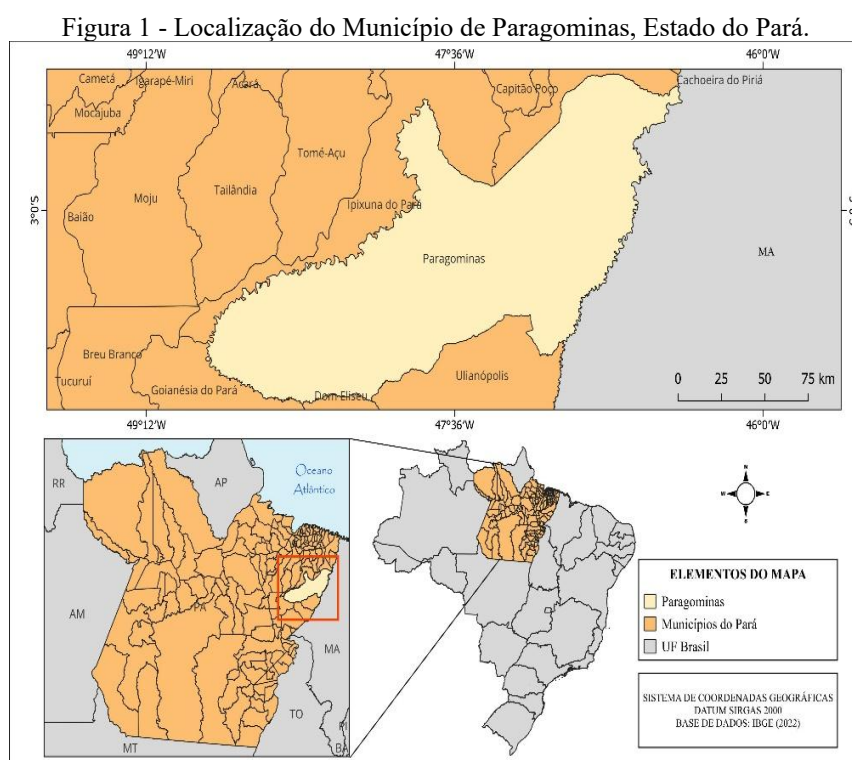 Figura 1 - Localização do Município de Paragominas, Estado do Pará.
49°12'W 47°36'W 46°0'W
Cametá Igarapé-Miri Acará Capitão Poço Cachoeira do Piriá
Mocajuba
Tomé-Açu
Moju Tailândia
3°0'S Baião Ipixuna do Pará
Paragominas MA
Breu Branco
Tucuruí Goianésia do Pará Dom Eliseu Ulianópolis
0 25 50 75 km
49°12'W 47°36'W 46°0'W
RR AP Oceano
Atlântico
N
W E
S
AM PA MA
TO
PI
MT BA
ELEMENTOS DO MAPA
Paragominas
Municípios do Pará
UF Brasil
SISTEMA DE COORDENADAS GEOGRÁFICAS
DATUM SIRGAS 2000
BASE DE DADOS: IBGE (2022)